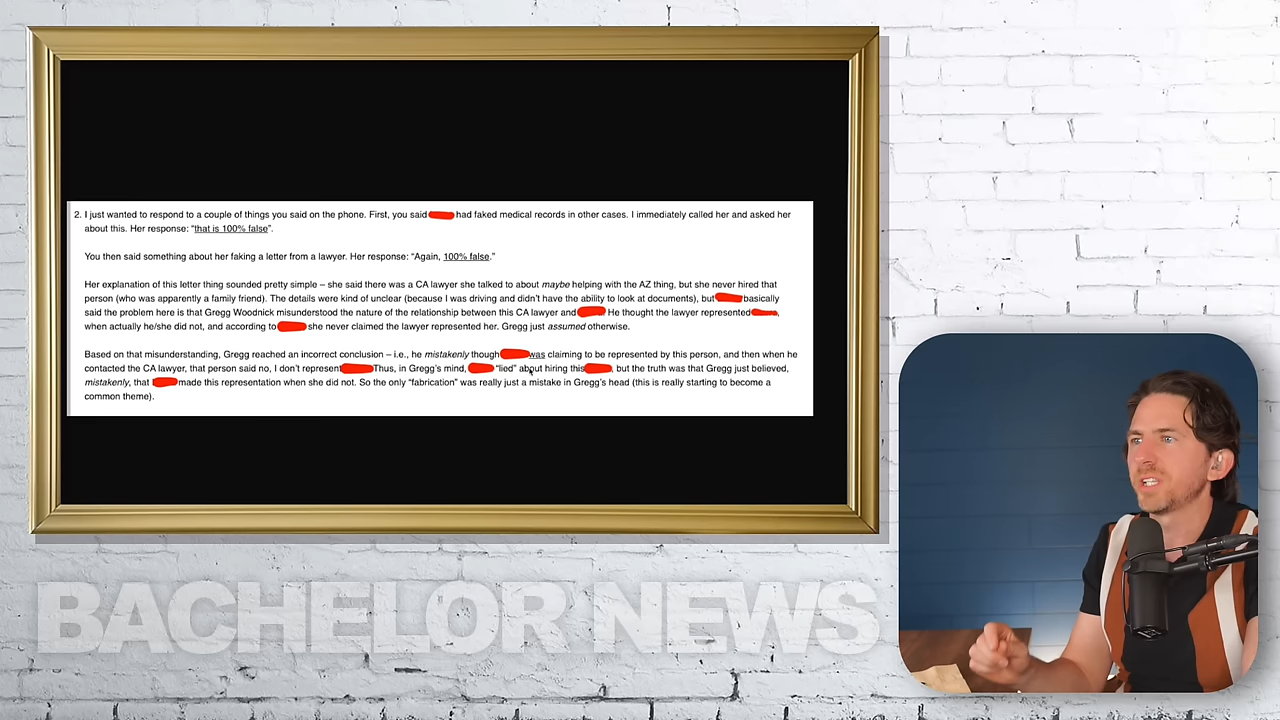 2. I just wanted to respond to a couple of things you said on the phone. First, you said had faked medical records in other cases. I immediately called her and asked her
about this. Her response: “that is 100% false”.
You then said something about her faking a letter from a lawyer. Her response: “Again, 100% false.”
Her explanation of this letter thing sounded pretty simple – she said there was a CA lawyer she talked to about maybe helping with the AZ thing, but she never hired that
person (who was apparently a family friend). The details were kind of unclear (because I was driving and didn’t have the ability to look at documents), but basically
said the problem here is that Gregg Woodnick misunderstood the nature of the relationship between this CA lawyer and He thought the lawyer represented ,
when actually he/she did not, and according to she never claimed the lawyer represented her. Gregg just assumed otherwise.
Based on that misunderstanding, Gregg reached an incorrect conclusion – i.e., he mistakenly though was claiming to be represented by this person, and then when he
contacted the CA lawyer, that person said no, I don’t represent Thus, in Gregg’s mind, “lied” about hiring this , but the truth was that Gregg just believed,
mistakenly, that made this representation when she did not. So the only “fabrication” was really just a mistake in Gregg’s head (this is really starting to become a
common theme).
BACHELOR NEWS